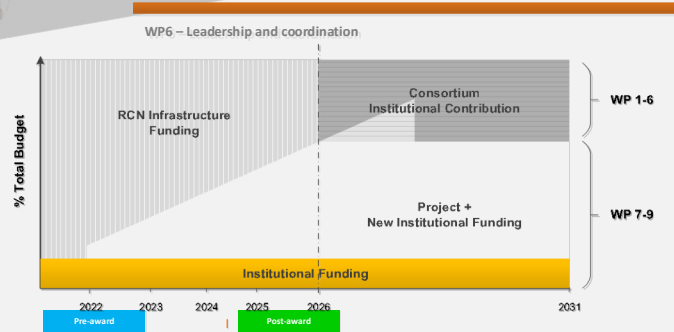 WP6 – Leadership and coordination
RCN Infrastructure
Funding
Consortium
Institutional Contribution
WP 1-6
% Total Budget
Project +
New Institutional Funding
WP 7-9
Institutional Funding
2022 2023 2024 2025 2026 2031
Pre-award Post-award